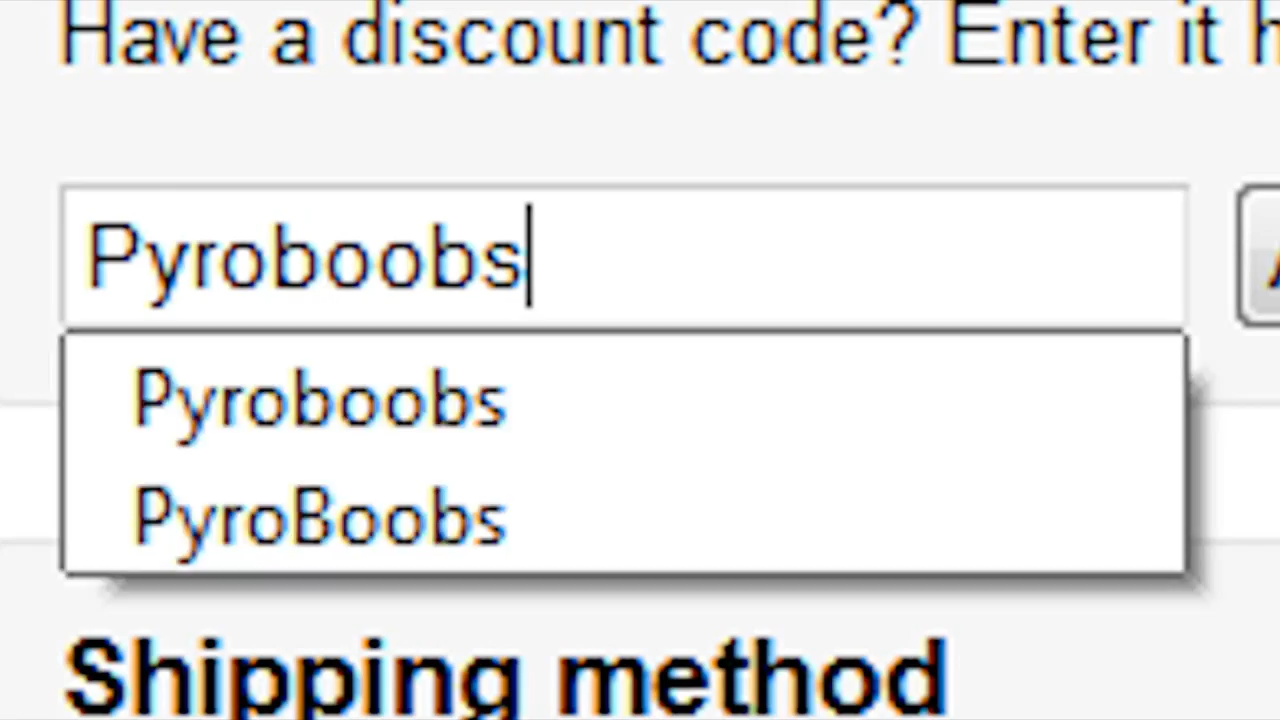 Have a discount code? Enter it
Pyroboobs
Pyroboobs
PyroBoobs
Shipping method